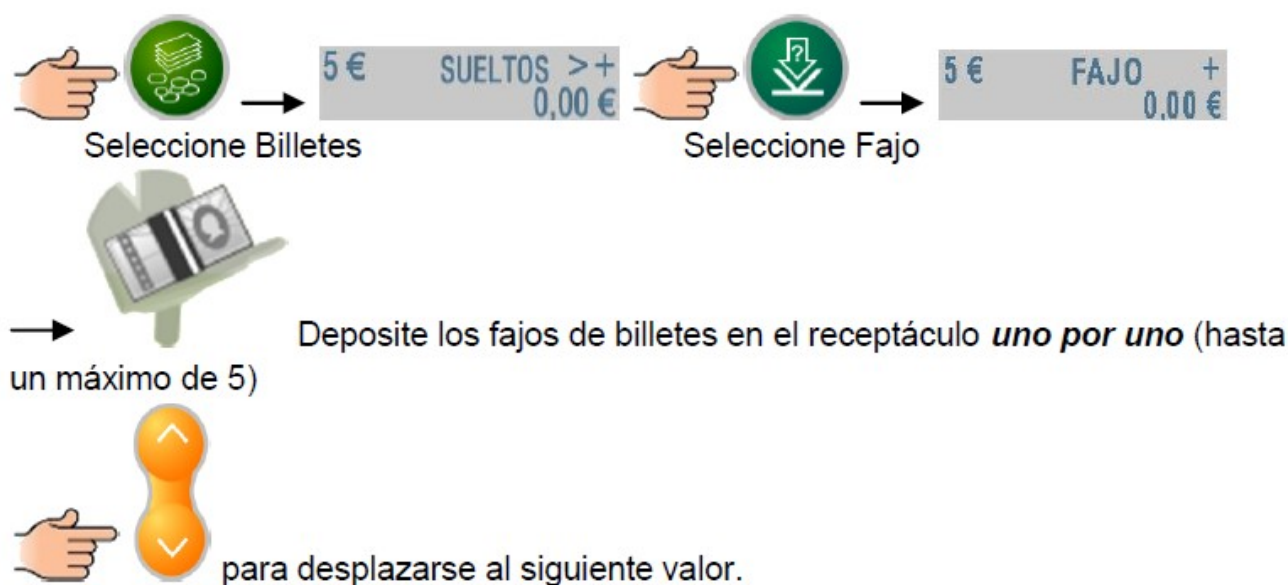 5 € SUELTOS >+
0,00 €
5 € FAJO +
0,00 €
Seleccione Billetes
Seleccione Fajo
Deposite los fajos de billetes en el receptáculo uno por uno (hasta
un máximo de 5)
para desplazarse al siguiente valor.